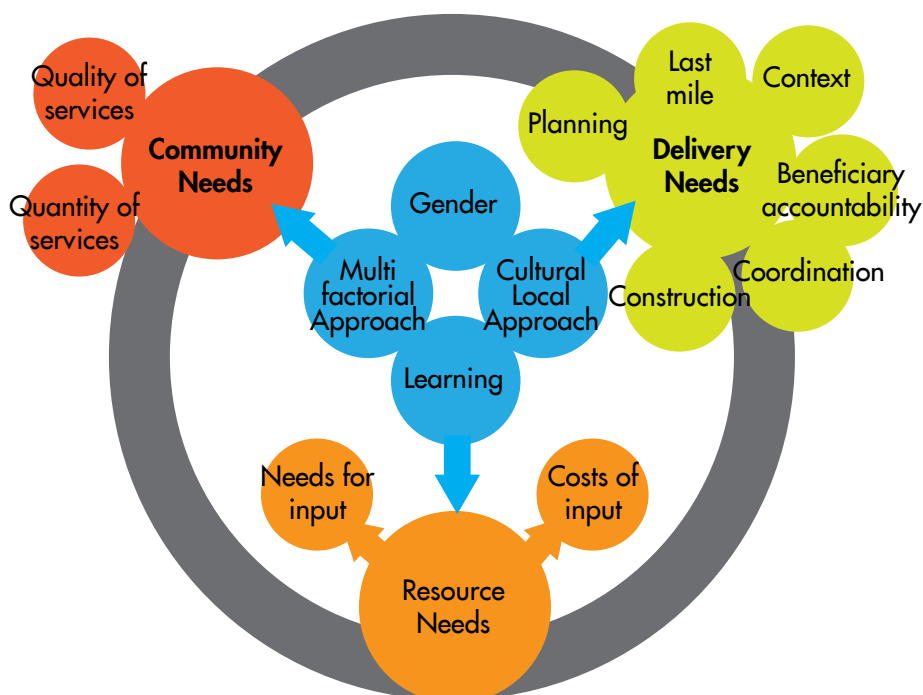 Quality of
services
Community
Needs
Quantity of
services
Planning
Last
mile
Context
Delivery
Needs
Beneficiary
accountability
Coordination
Construction
Gender
Multi
factorial
Approach
Cultural
Local
Approach
Learning
Needs for
input
Costs of
input
Resource
Needs